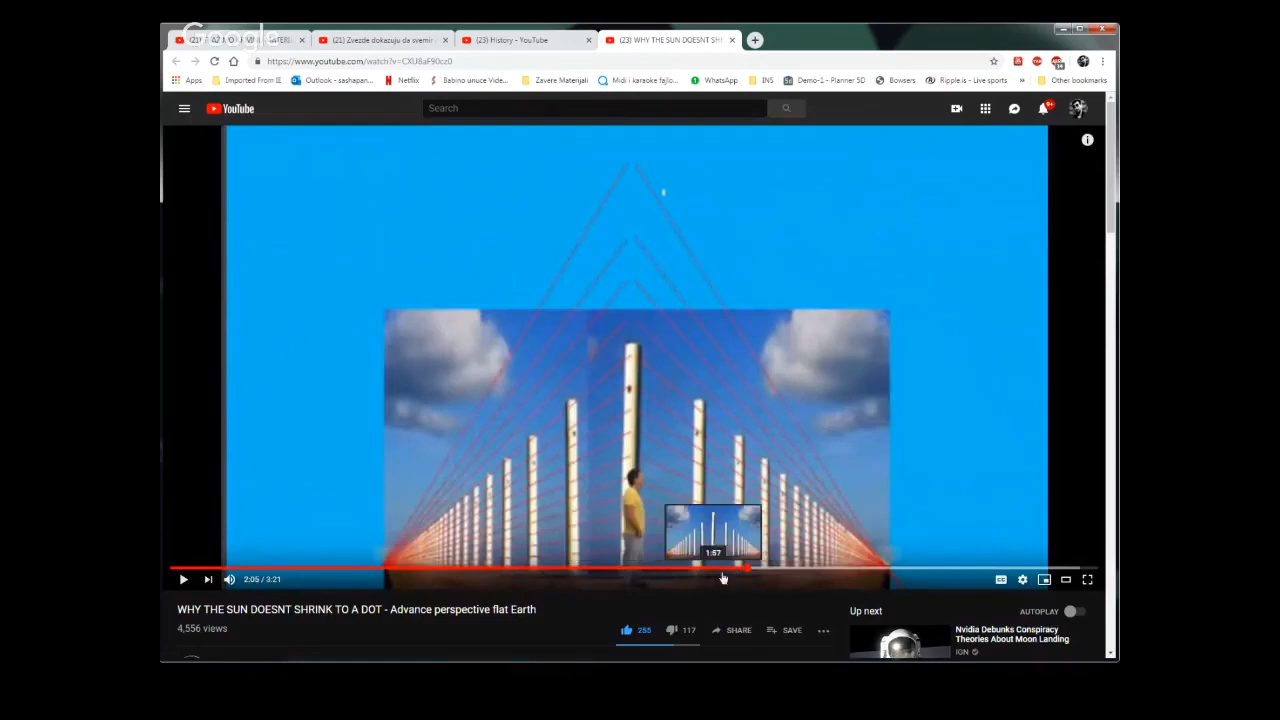 Google
(21) Zvezde dokazuju da svemir
(23) History - YouTube
(23) WHY THE SUN DOESNT SH
https://www.youtube.com/watch?v=CXU8aF90cz0
Apps
Imported From IE
Outlook - sashapan...
Netflix
Babino unuce Vide...
Zavere Materijali
Midi i karaoke fajlo...
WhatsApp
INS
Demo-1 - Planner 5D
Bowsers
Ripple.is - Live sports
»
Other bookmarks
YouTube
Search
9+
1:57
2:05 / 3:21
CC
WHY THE SUN DOESNT SHRINK TO A DOT - Advance perspective flat Earth
4,556 views
255
117
SHARE
SAVE
Up next
AUTOPLAY
Nvidia Debunks Conspiracy
Theories About Moon Landing
IGN